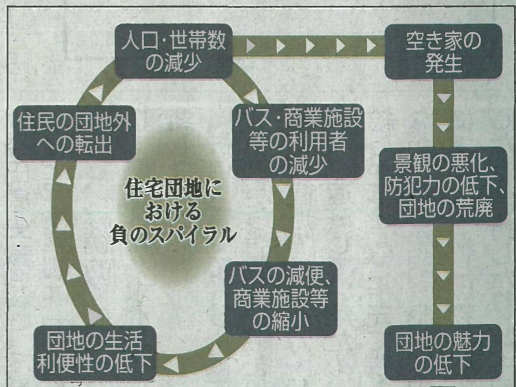 人口・世帯数
の減少
空き家の
発生
住民の団地外
への転出
バス・商業施設
等の利用者
の減少
景観の悪化、
防犯力の低下、
団地の荒廃
住宅団地に
おける
負のスパイラル
バスの減便、
商業施設等
の縮小
団地の生活
利便性の低下
団地の魅力
の低下